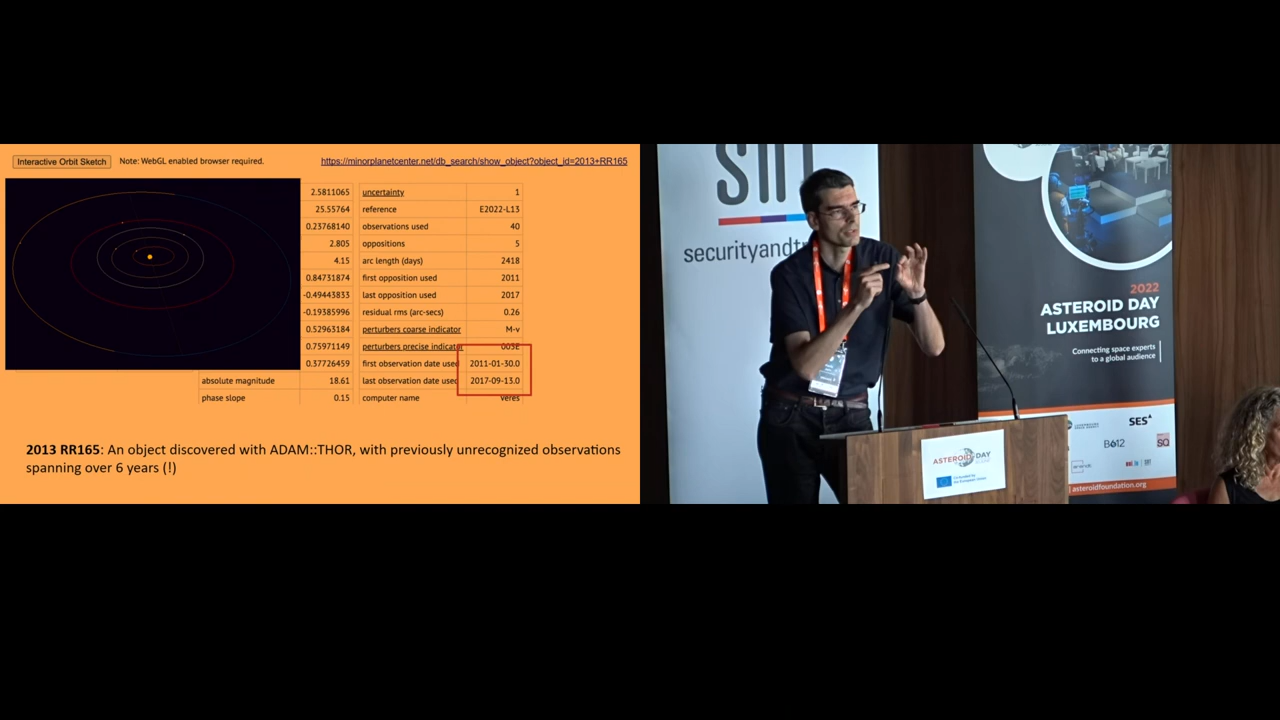 Interactive Orbit Sketch Note: WebGL enabled browser required. https://minorplanetcenter.net/db_search/show_object?object_id=2013+RR165
2.5811065 uncertainty 1
25.55764 reference E2022-L13
0.23768140 observations used 40
2.805 oppositions 5
4.15 arc length (days) 2418
0.84731874 first opposition used 2011
-0.49443833 last opposition used 2017
-0.19385996 residual rms (arc-secs) 0.26
0.52963184 perturbers coarse indicator M-v
0.75971149 perturbers precise indicator 003E
0.37726459 first observation date used 2011-01-30.0
absolute magnitude 18.61 last observation date used 2017-09-13.0
phase slope 0.15 computer name veres
2013 RR165: An object discovered with ADAM::THOR, with previously unrecognized observations
spanning over 6 years (!)
securityandtr
2022
ASTEROID DAY
LUXEMBOURG
Connecting space experts
to a global audience
SES
B612
SQ
asteroidfoundation.org
ASTEROID DAY
Co-funded by
the European Union